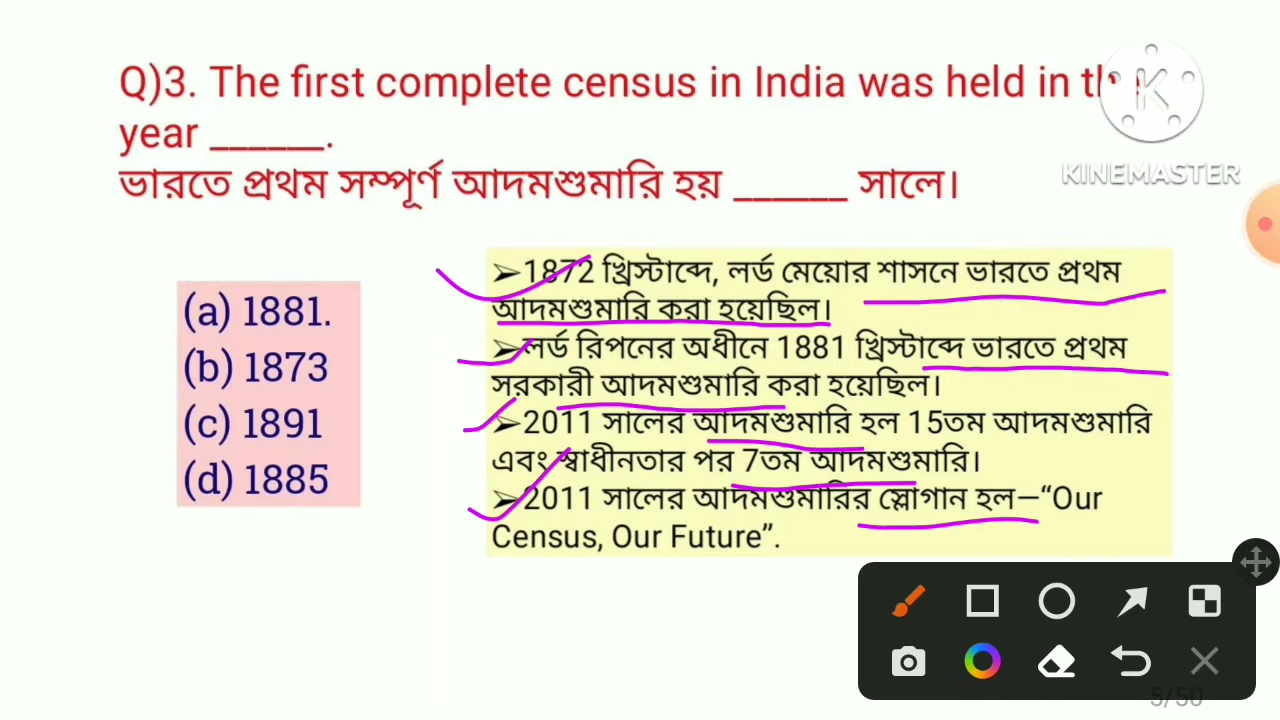 Q)3. The first complete census in India was held in the
year ______.
ভারতে প্রথম সম্পূর্ণ আদমশুমারি হয় ______ সালে।
KINEMASTER
(a) 1881.
(b) 1873
(c) 1891
(d) 1885
➢1872 খ্রিস্টাব্দে, লর্ড মেয়োর শাসনে ভারতে প্রথম
আদমশুমারি করা হয়েছিল।
➢লর্ড রিপনের অধীনে 1881 খ্রিস্টাব্দে ভারতে প্রথম
সরকারী আদমশুমারি করা হয়েছিল।
➢2011 সালের আদমশুমারি হল 15তম আদমশুমারি
এবং স্বাধীনতার পর 7তম আদমশুমারি।
➢2011 সালের আদমশুমারির স্লোগান হল—“Our
Census, Our Future”.
5/50